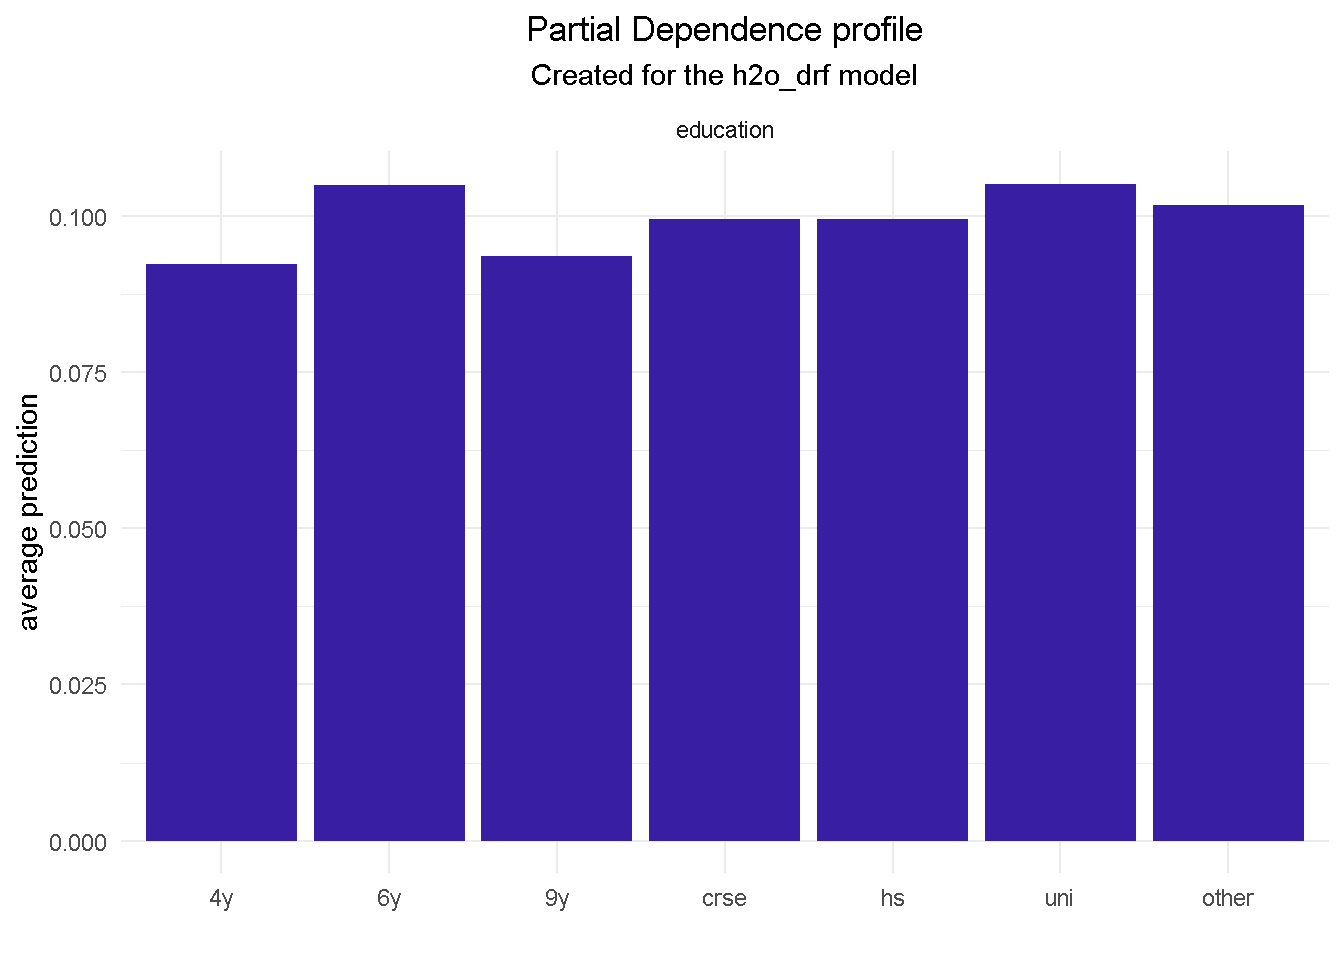 Partial Dependence profile
Created for the h2o_drf model
education
average prediction
0.100
0.075
0.050
0.025
0.000
4y 6y 9y crse hs uni other